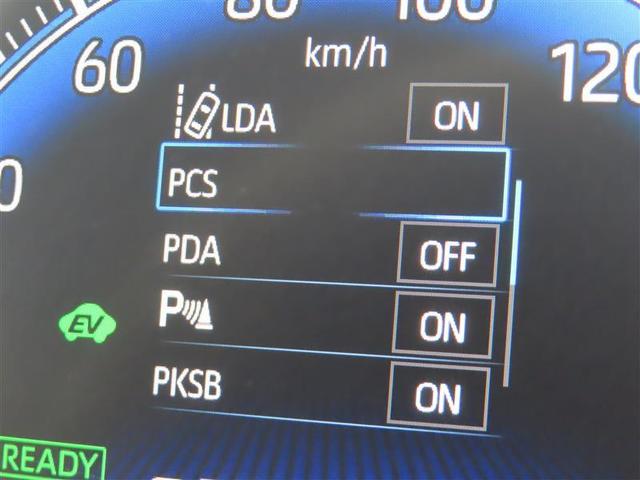 80
100
60
km/h
120
LDA ON
PCS
PDA OFF
P ON
EV
PKSB ON
READY